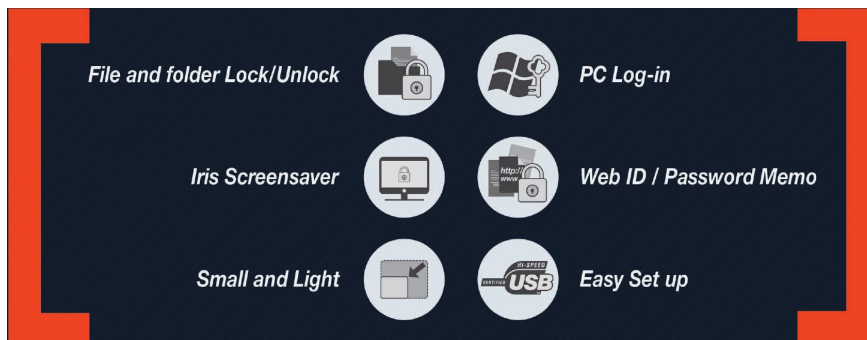 File and folder Lock/Unlock
PC Log-in
Iris Screensaver
http://
www.
Web ID / Password Memo
Small and Light
HI-SPEED
CERTIFIED USB
Easy Set up